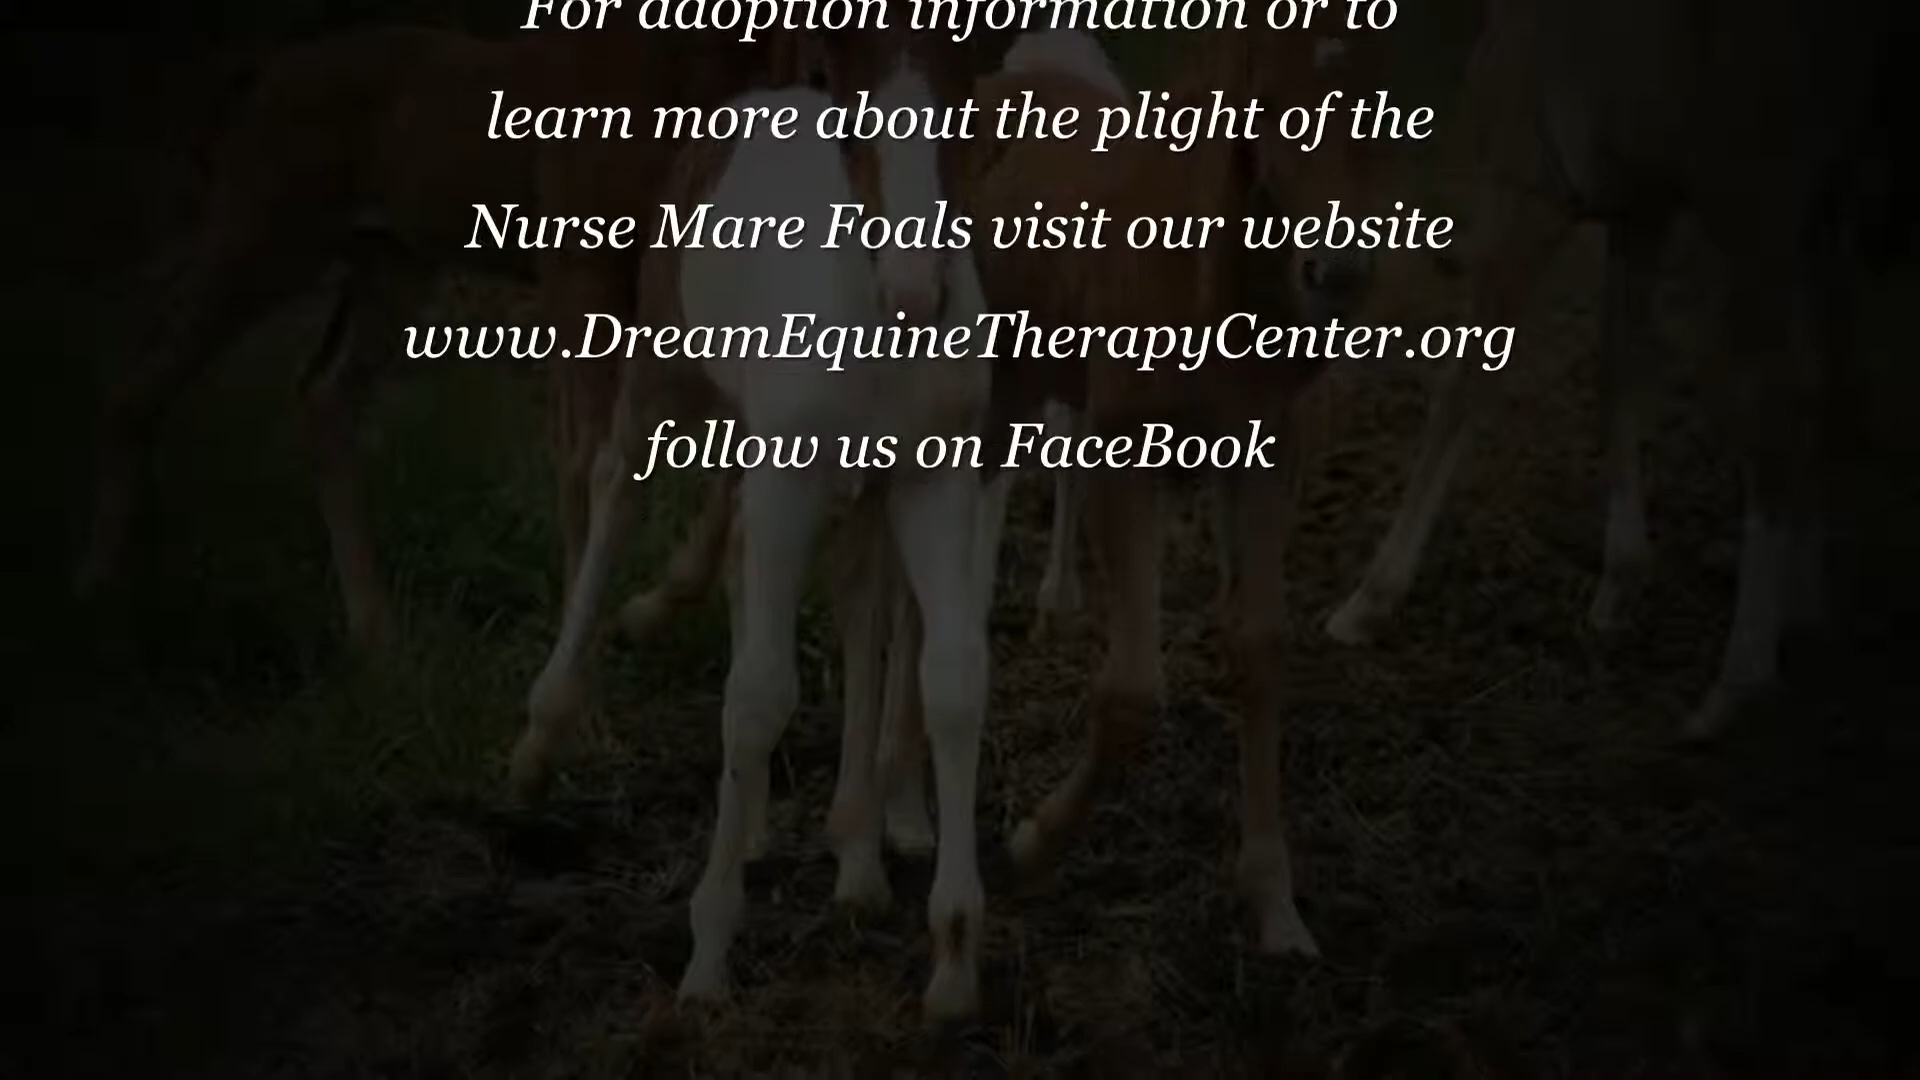 For adoption information or to
learn more about the plight of the
Nurse Mare Foals visit our website
www.DreamEquineTherapyCenter.org
follow us on FaceBook